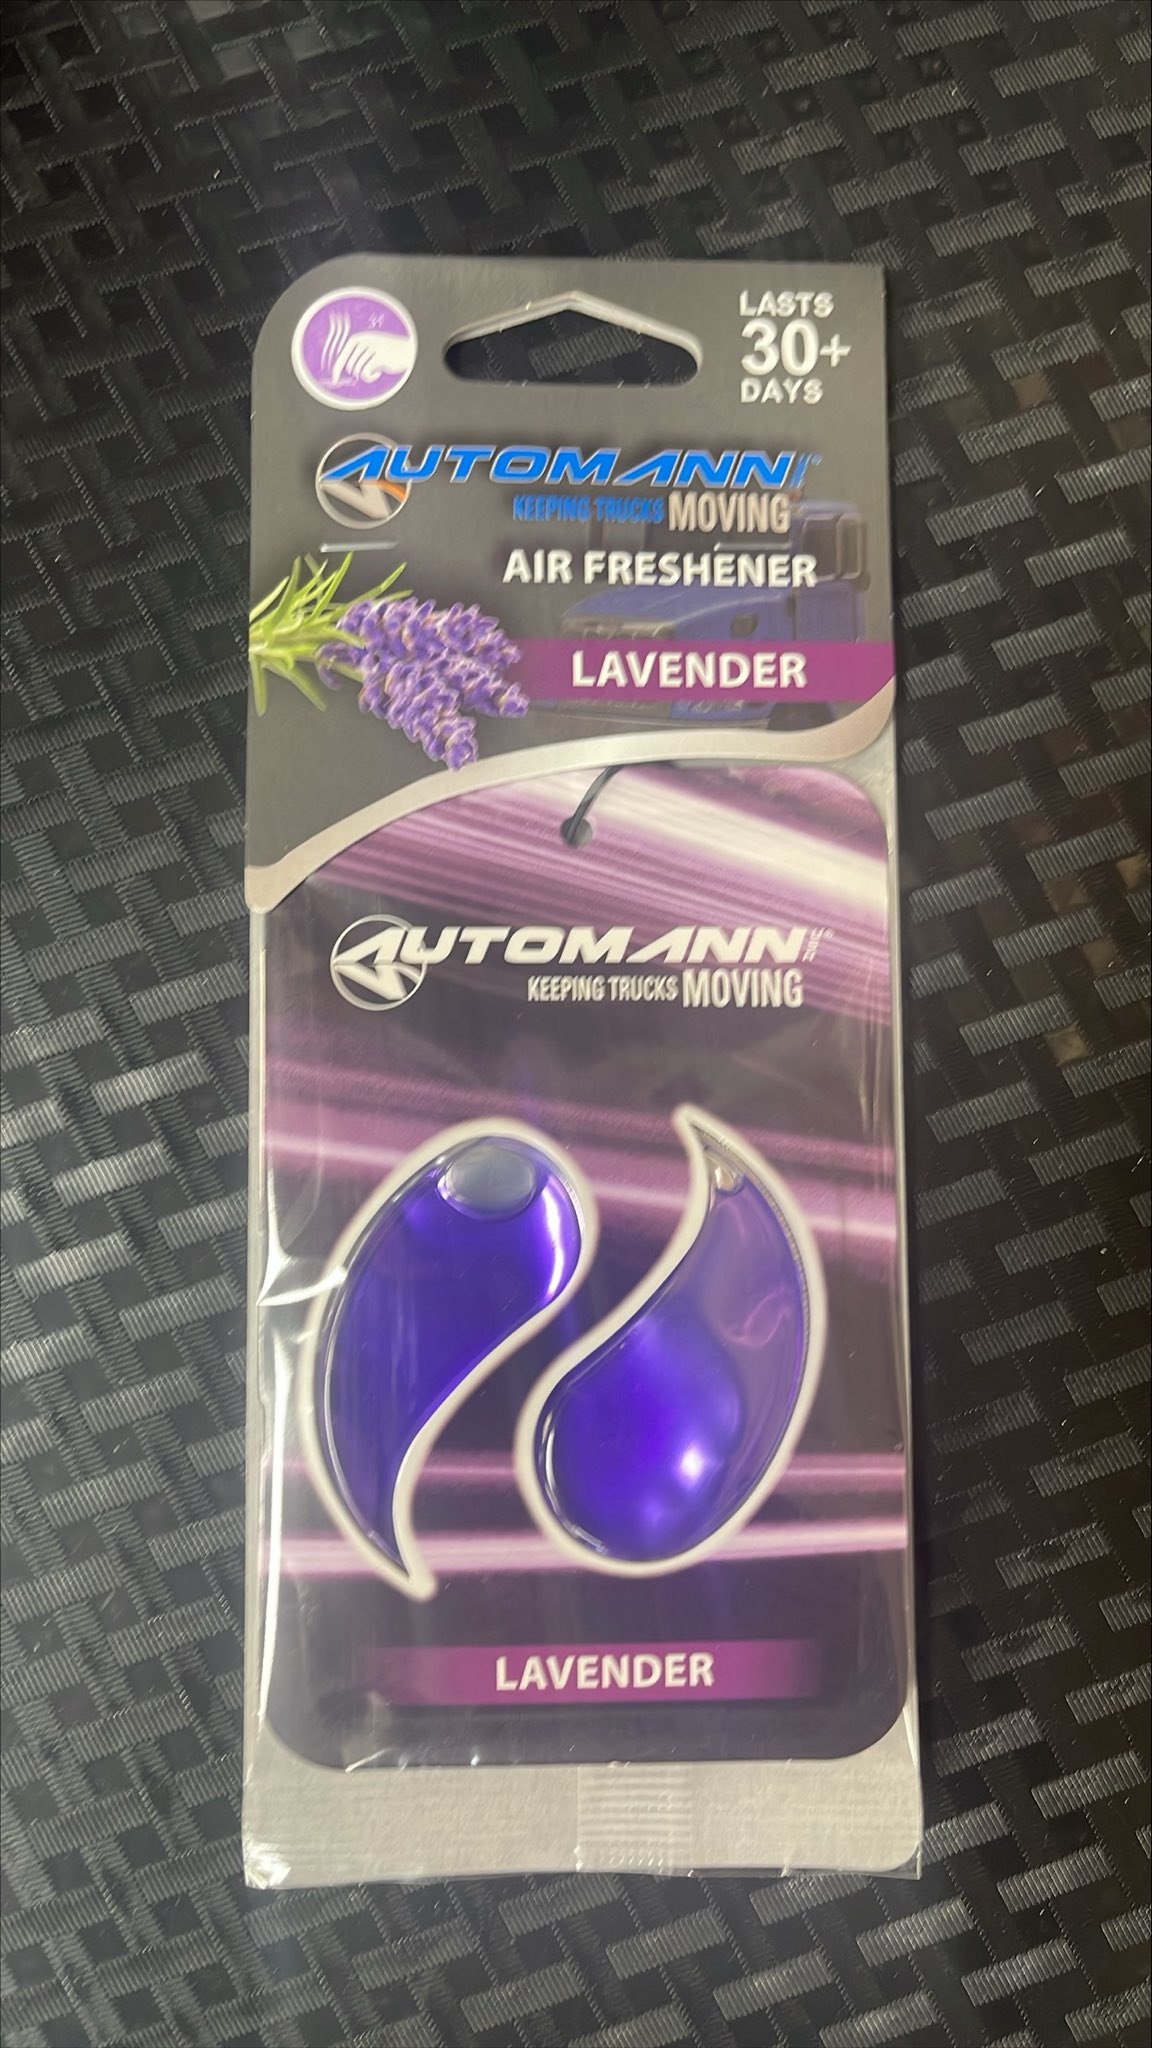 LASTS
30+
DAYS
AUTOMANN
KEEPING TRUCKS MOVING
AIR FRESHENER
LAVENDER
AUTOMANN
KEEPING TRUCKS MOVING
LAVENDER